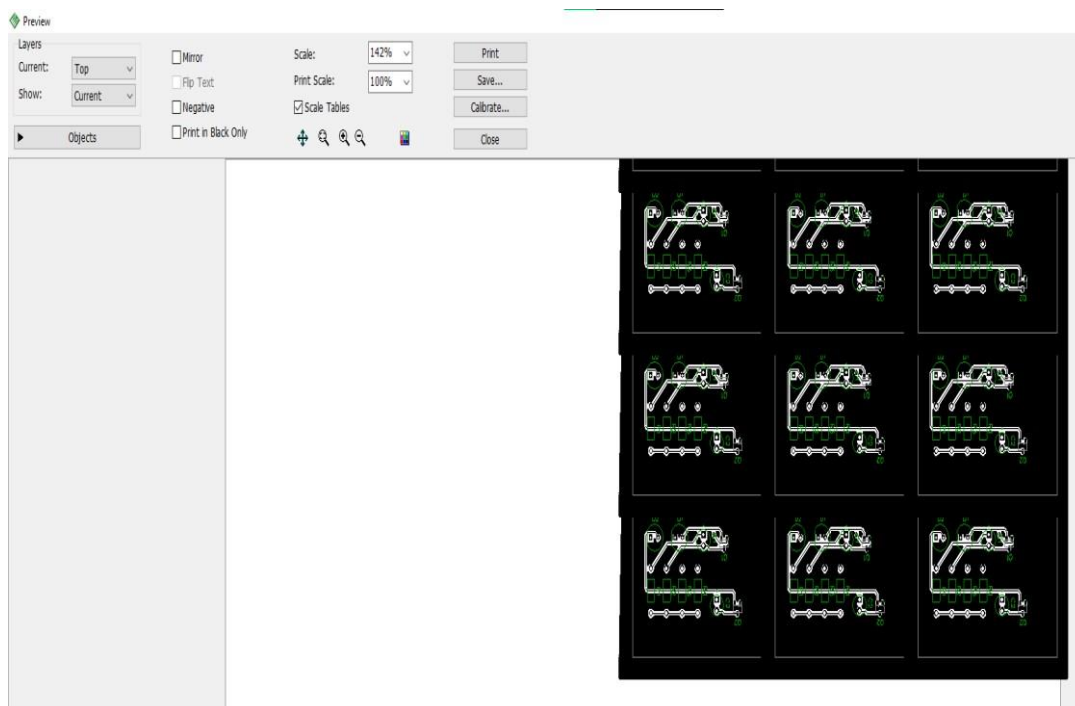 Preview
Layers
Current: Top
Show: Current
Objects
Mirror
Flip Text
Negative
Print in Black Only
Scale: 142%
Print Scale: 100%
Scale Tables
Print
Save...
Calibrate...
Close